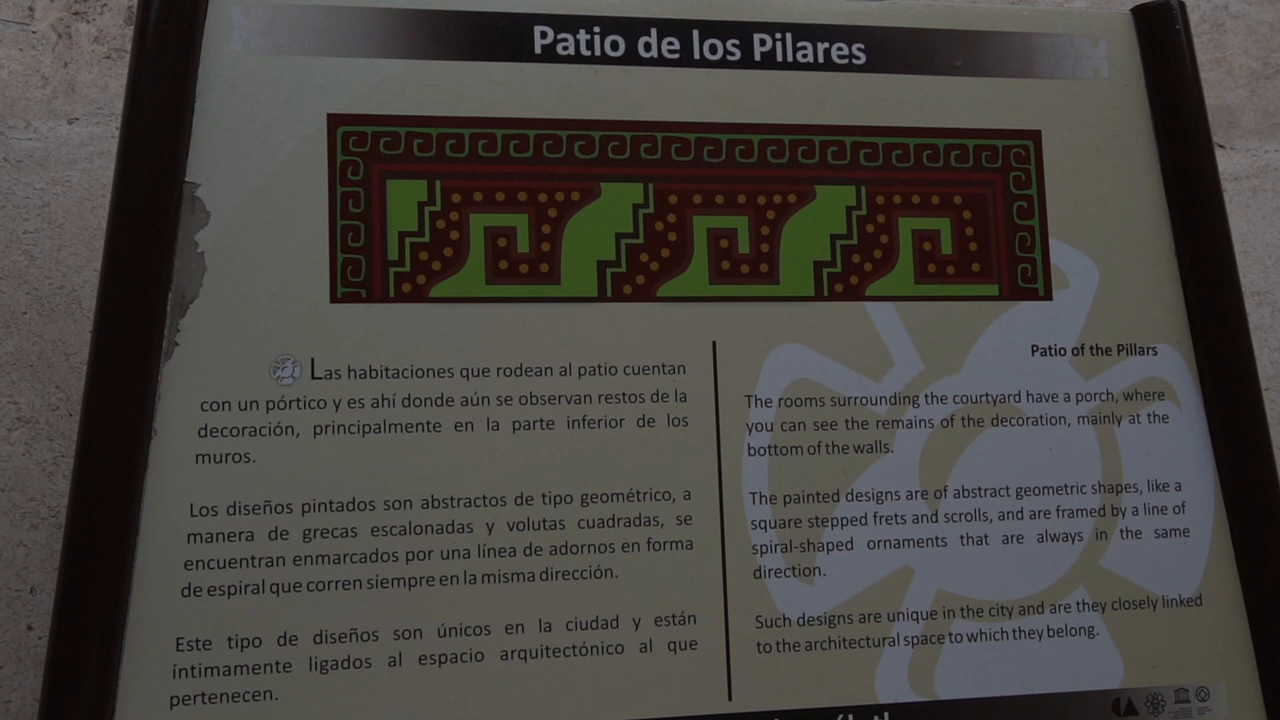 Patio de los Pilares
Las habitaciones que rodean al patio cuentan
con un pórtico y es ahí donde aún se observan restos de la
decoración, principalmente en la parte inferior de los
muros.
Los diseños pintados son abstractos de tipo geométrico, a
manera de grecas escalonadas y volutas cuadradas, se
encuentran enmarcados por una línea de adornos en forma
de espiral que corren siempre en la misma dirección.
Este tipo de diseños son únicos en la ciudad y están
íntimamente ligados al espacio arquitectónico al que
pertenecen.
Patio of the Pillars
The rooms surrounding the courtyard have a porch, where
you can see the remains of the decoration, mainly at the
bottom of the walls.
The painted designs are of abstract geometric shapes, like a
square stepped frets and scrolls, and are framed by a line of
spiral-shaped ornaments that are always in the same
direction.
Such designs are unique in the city and are they closely linked
to the architectural space to which they belong.